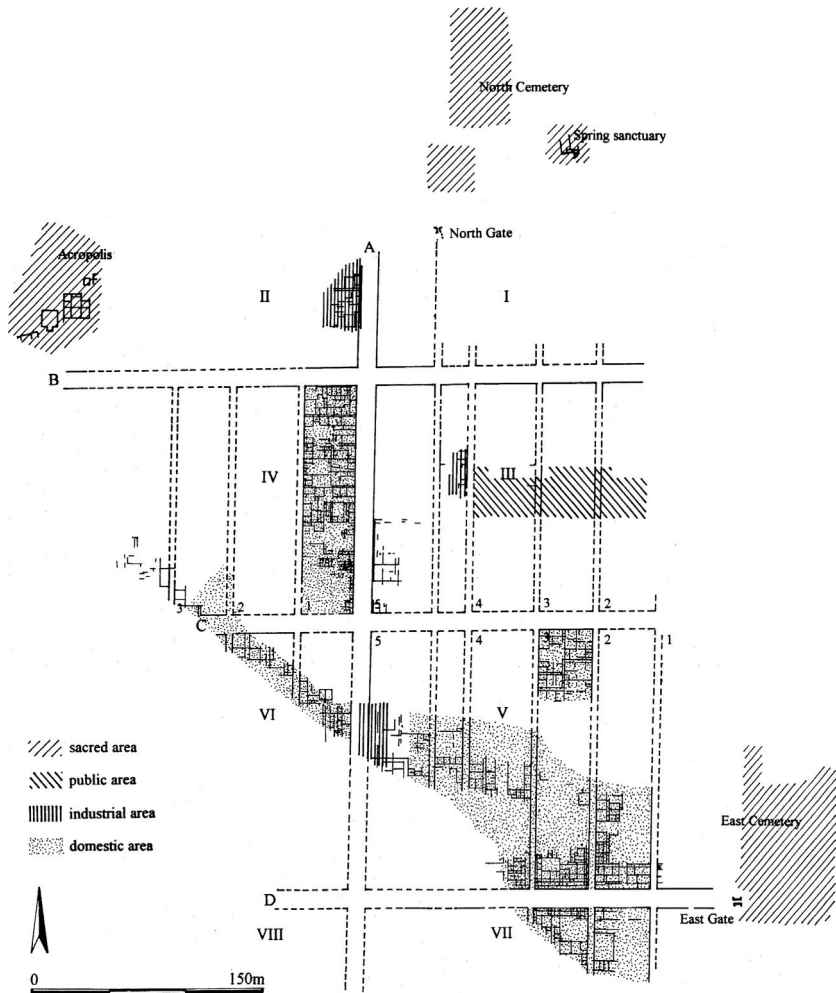 North Cemetery
Spring sanctuary
North Gate
A
Acropolis
II
I
B
IV
III
3
2
1
5
4
3
2
C
5
4
3
2
1
VI
V
sacred area
public area
industrial area
domestic area
East Cemetery
D
East Gate
VIII
VII
0
150m